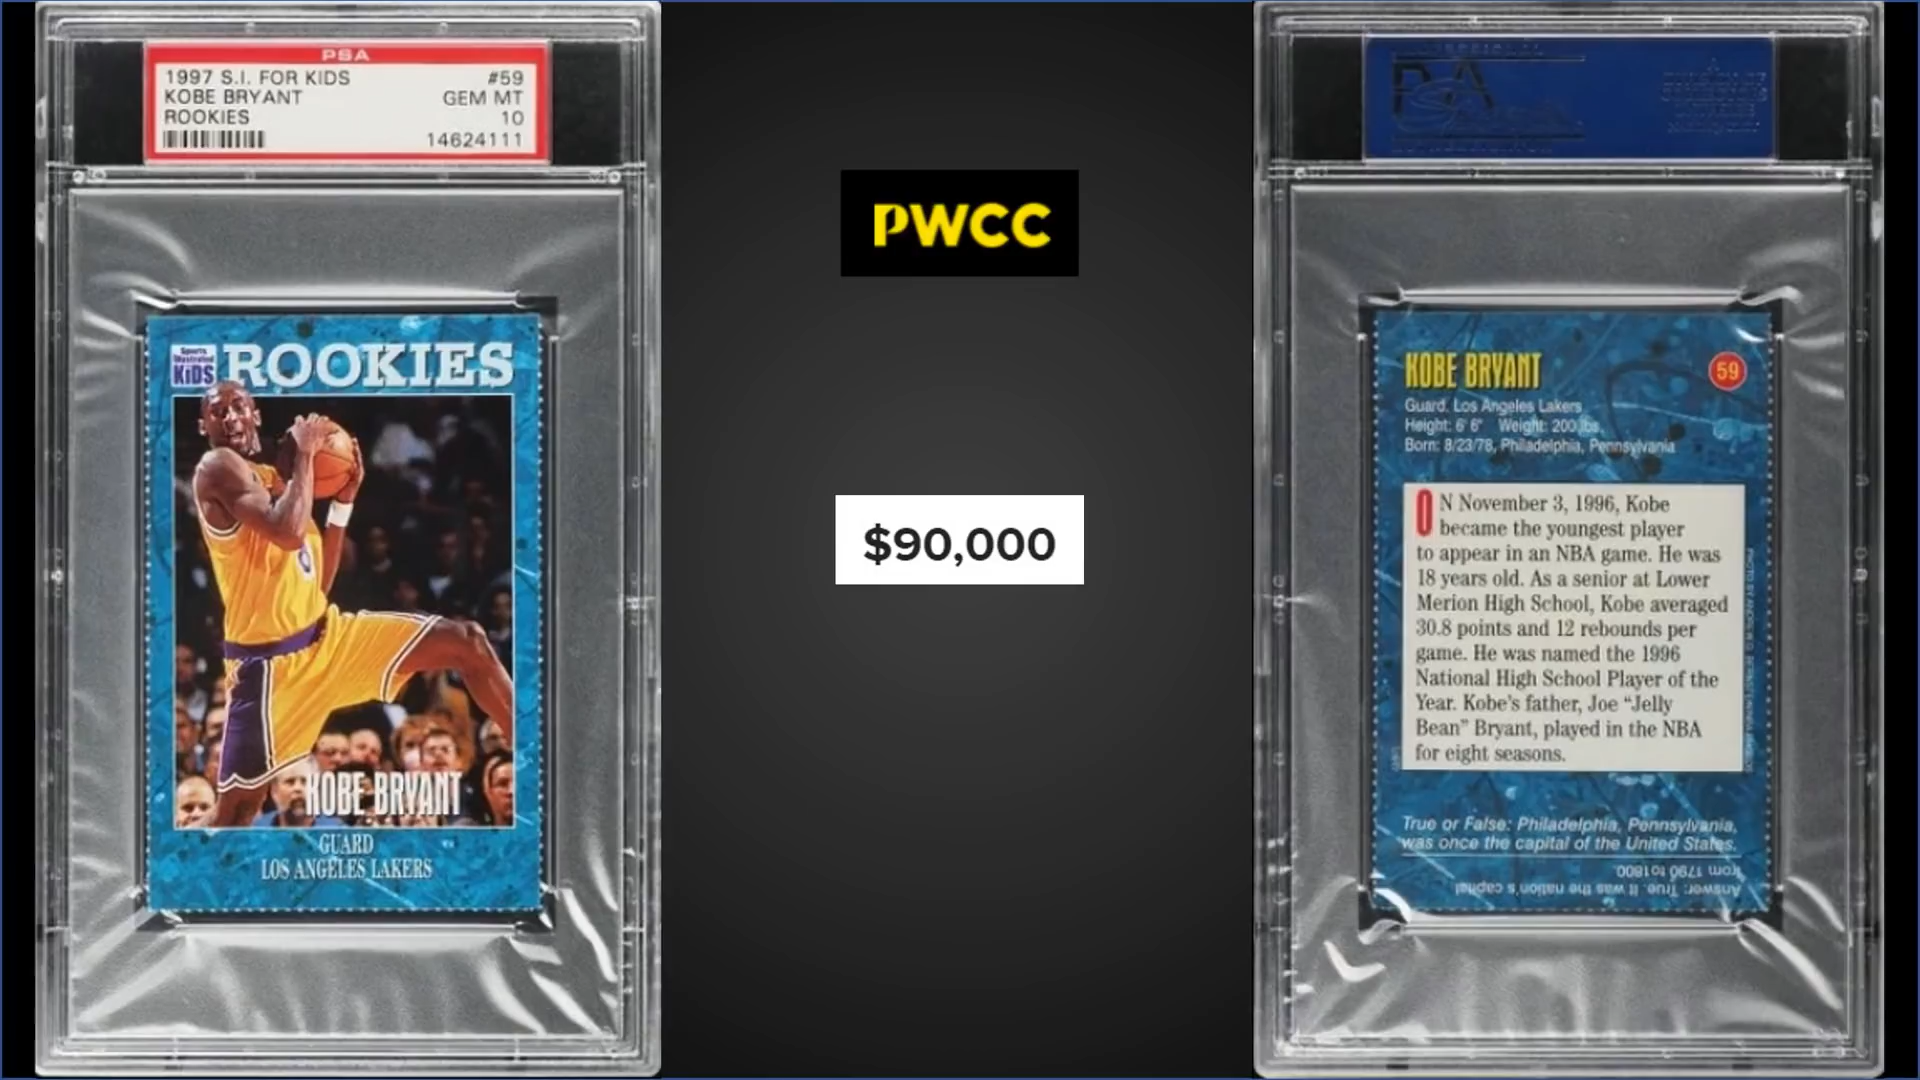 PSA
1997 S.I. FOR KIDS #59
KOBE BRYANT GEM MT
ROOKIES 10
14624111
Sports
Illustrated
KIDS
ROOKIES
KOBE BRYANT
GUARD
LOS ANGELES LAKERS
PWCC
$90,000
KOBE BRYANT
59
Guard, Los Angeles Lakers
Height: 6' 6" Weight: 200 lbs.
Born: 8/23/78, Philadelphia, Pennsylvania
ON November 3, 1996, Kobe
became the youngest player
to appear in an NBA game. He was
18 years old. As a senior at Lower
Merion High School, Kobe averaged
30.8 points and 12 rebounds per
game. He was named the 1996
National High School Player of the
Year. Kobe's father, Joe “Jelly
Bean” Bryant, played in the NBA
for eight seasons.
True or False: Philadelphia, Pennsylvania,
was once the capital of the United States.
Answer: True. It was the nation's capital
from 1790 to 1800.